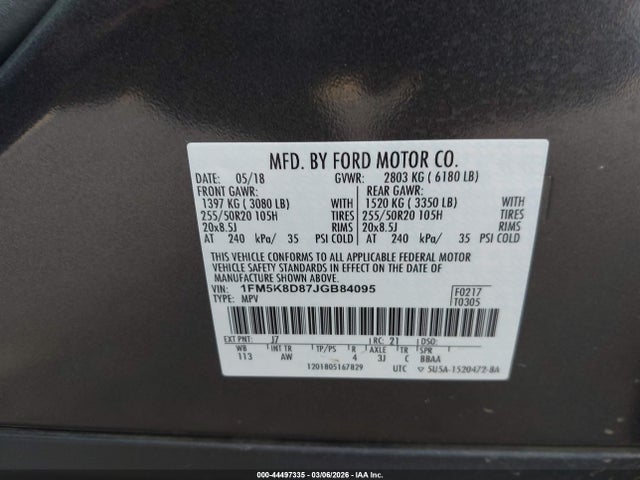 MFD. BY FORD MOTOR CO.
DATE: 05/18 GVWR: 2803 KG ( 6180 LB)
FRONT GAWR: REAR GAWR:
1397 KG ( 3080 LB) WITH 1520 KG ( 3350 LB) WITH
255/50R20 105H TIRES 255/50R20 105H TIRES
20x8.5J RIMS 20x8.5J RIMS
AT 240 kPa/ 35 PSI COLD AT 240 kPa/ 35 PSI COLD
THIS VEHICLE CONFORMS TO ALL APPLICABLE FEDERAL MOTOR
VEHICLE SAFETY STANDARDS IN EFFECT ON THE DATE OF
MANUFACTURE SHOWN ABOVE.
VIN: 1FM5K8D87JGB84095 F0217
TYPE: MPV T0305
EXT PNT: J7 RC: 21 DSO:
WB INT TR TP/PS R AXLE TR SPR
113 AW 4 3J C BBAA
1201805167829 UTC ▽ 5U5A-1520472-8A
000-44497335 - 03/06/2026 - IAA Inc.